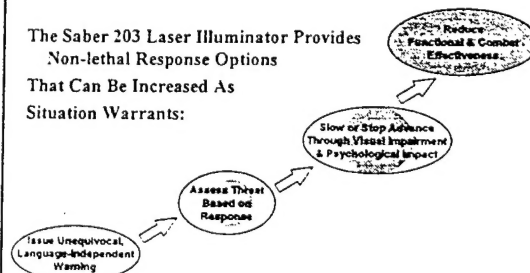 The Saber 203 Laser Illuminator Provides
Non-lethal Response Options
That Can Be Increased As
Situation Warrants:
Reduce
Functional & Combat
Effectiveness
Slow or Stop Advance
Through Visual Impairment
& Psychological Impact
Assess Threat
Based on
Response
Issue Unequivocal,
Language-Independent
Warning